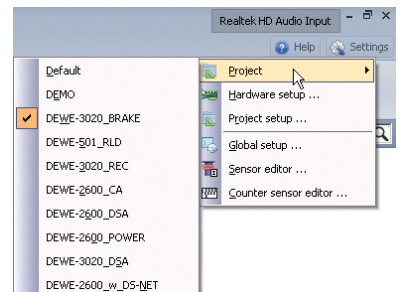 Realtek HD Audio Input
Help Settings
Default
DEMO
DEWE-3020_BRAKE
DEWE-501_RLD
DEWE-3020_REC
DEWE-2600_CA
DEWE-2600_DSA
DEWE-2600_POWER
DEWE-3020_DSA
DEWE-2600_w_DS-NET
Project
Hardware setup ...
Project setup ...
Global setup ...
Sensor editor ...
Counter sensor editor ...